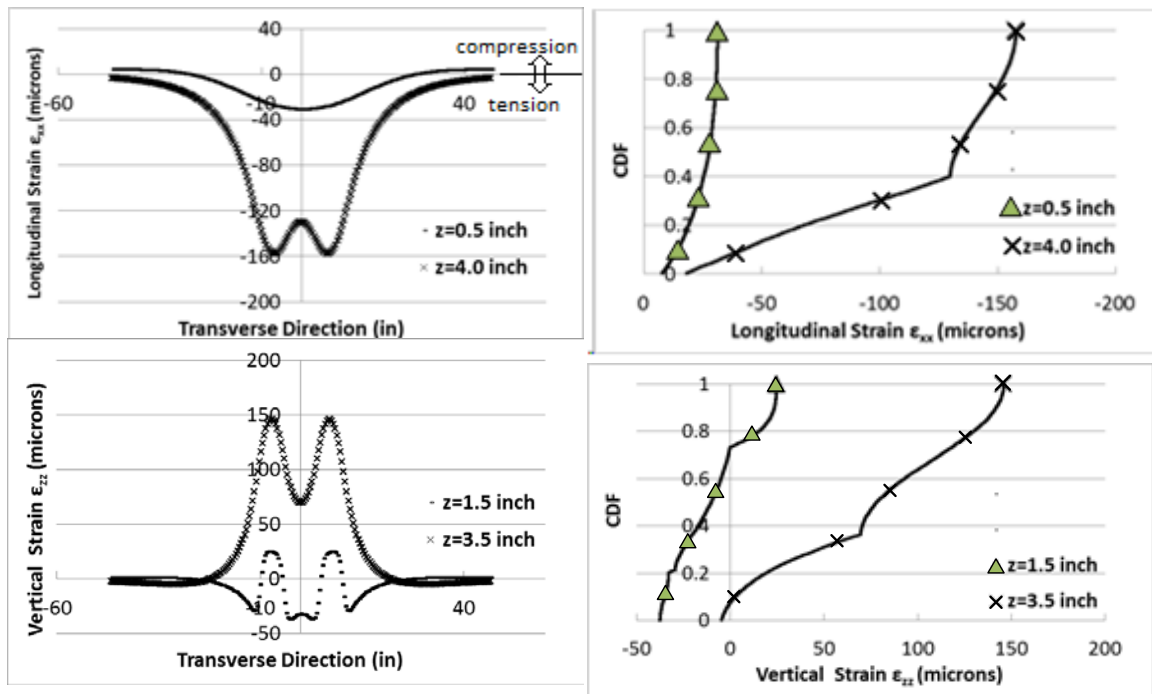 40
compression
0
-60
-10
40
tension
-40
-80
-120
-160
-200
Longitudinal Strain εxx (microns)
- z=0.5 inch
× z=4.0 inch
Transverse Direction (in)
1
0.8
0.6
0.4
0.2
0
CDF
z=0.5 inch
z=4.0 inch
0
-50
-100
-150
-200
Longitudinal Strain εxx (microns)
200
150
100
50
0
-60
-10
40
-50
Vertical Strain εzz (microns)
- z=1.5 inch
× z=3.5 inch
Transverse Direction (in)
1
0.8
0.6
0.4
0.2
0
CDF
z=1.5 inch
z=3.5 inch
-50
0
50
100
150
200
Vertical Strain εzz (microns)